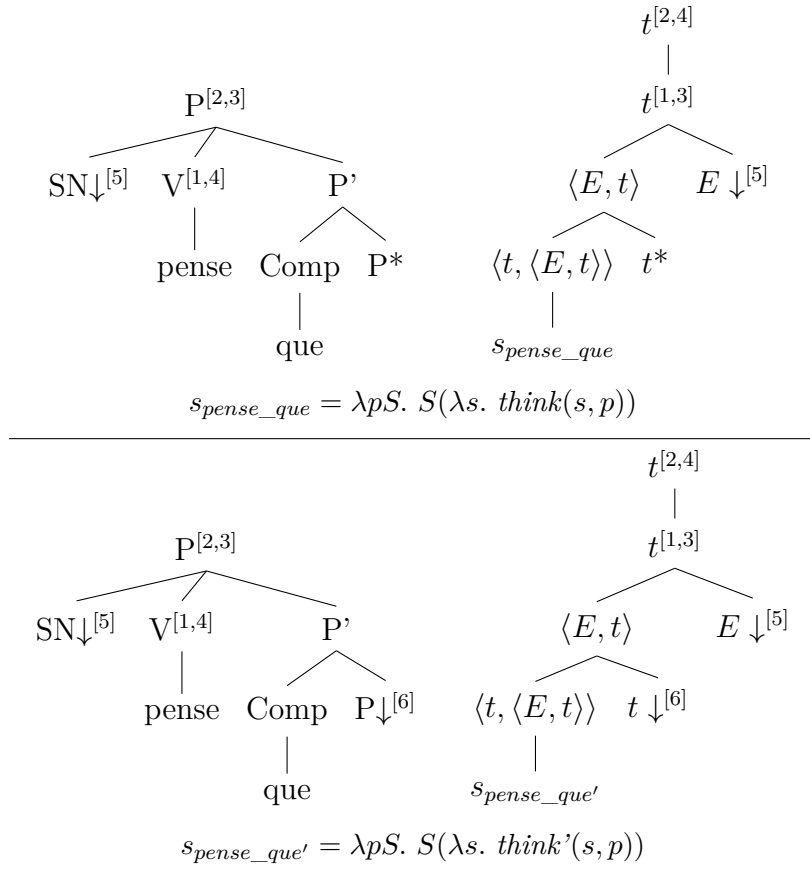 t[2,4]
P[2,3] t[1,3]
SN↓[5] V[1,4] P’ ⟨E, t⟩ E ↓[5]
pense Comp P* ⟨t, ⟨E, t⟩⟩ t*
que s_pense_que
s_pense_que = λpS. S(λs. think(s, p))
t[2,4]
P[2,3] t[1,3]
SN↓[5] V[1,4] P’ ⟨E, t⟩ E ↓[5]
pense Comp P↓[6] ⟨t, ⟨E, t⟩⟩ t ↓[6]
que s_pense_que′
s_pense_que′ = λpS. S(λs. think’(s, p))